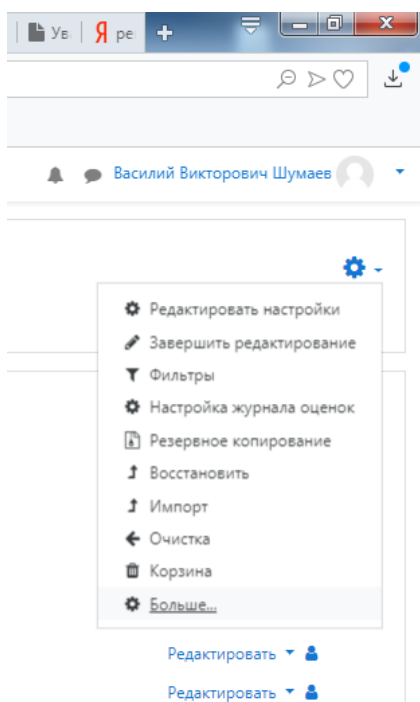 Ув
Я ре
Василий Викторович Шумаев
Редактировать настройки
Завершить редактирование
Фильтры
Настройка журнала оценок
Резервное копирование
Восстановить
Импорт
Очистка
Корзина
Больше...
Редактировать
Редактировать